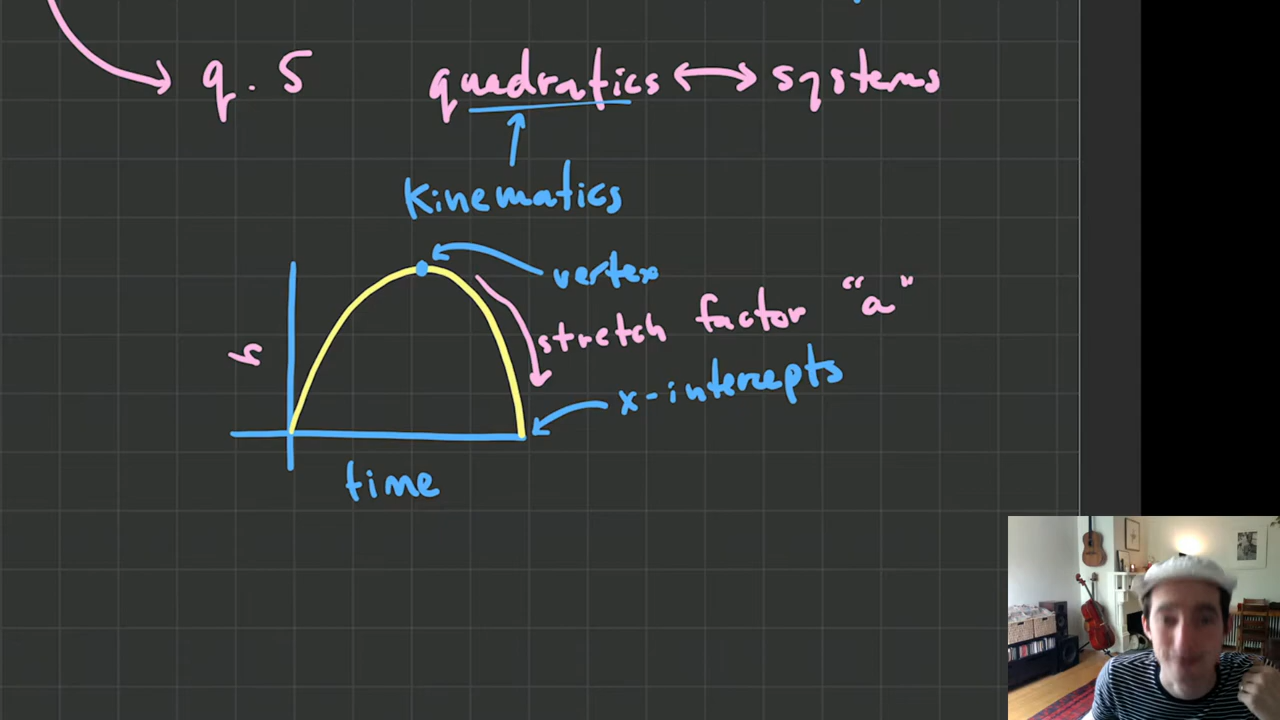 q. 5 quadratics ↔ systems
Kinematics
vertex
stretch factor "a"
h
x-intercepts
time